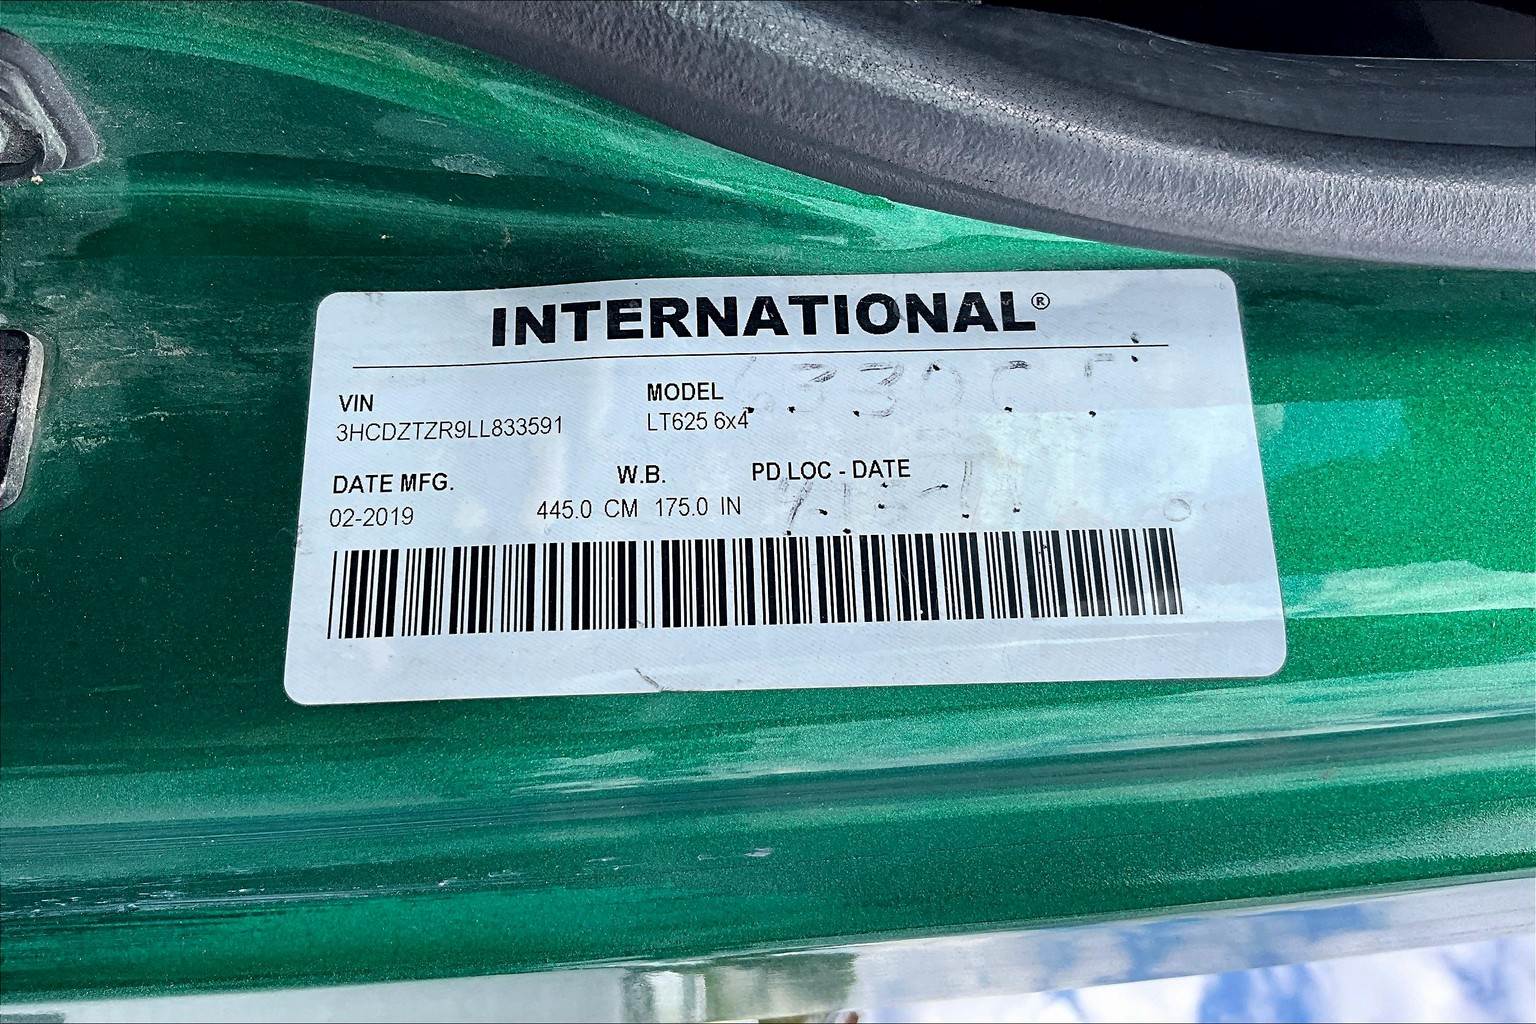 INTERNATIONAL®
VIN
3HCDZTZR9LL833591
MODEL
LT625 6x4
DATE MFG.
02-2019
W.B.
445.0 CM 175.0 IN
PD LOC - DATE